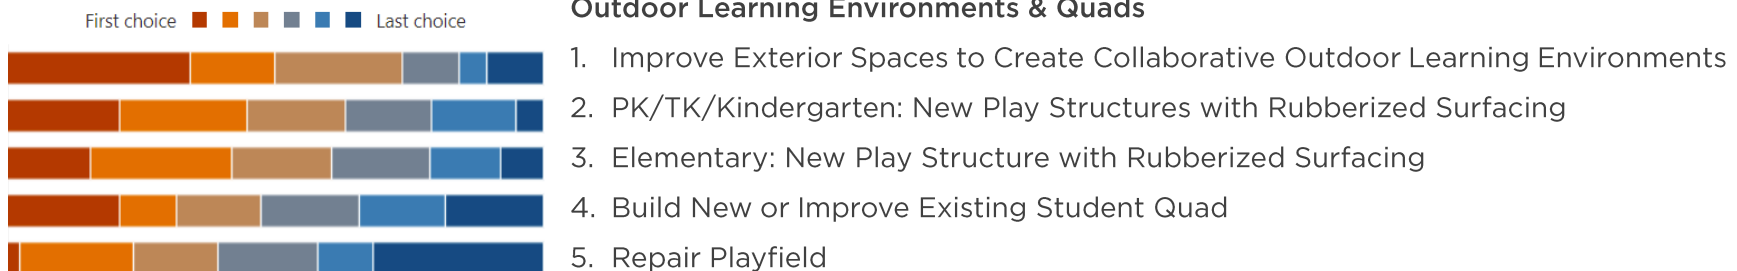 First choice Last choice
Outdoor Learning Environments & Quads
1. Improve Exterior Spaces to Create Collaborative Outdoor Learning Environments
2. PK/TK/Kindergarten: New Play Structures with Rubberized Surfacing
3. Elementary: New Play Structure with Rubberized Surfacing
4. Build New or Improve Existing Student Quad
5. Repair Playfield